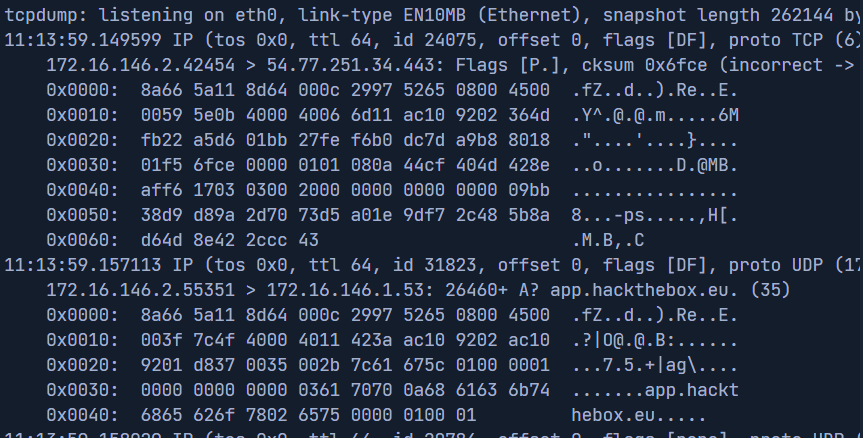 tcpdump: listening on eth0, link-type EN10MB (Ethernet), snapshot length 262144 by
11:13:59.149599 IP (tos 0x0, ttl 64, id 24075, offset 0, flags [DF], proto TCP (6)
172.16.146.2.42454 > 54.77.251.34.443: Flags [P.], cksum 0x6fce (incorrect ->
0x0000: 8a66 5a11 8d64 000c 2997 5265 0800 4500 .fZ..d..).Re..E.
0x0010: 0059 5e0b 4000 4006 6d11 ac10 9202 364d .Y^.@.@.m.....6M
0x0020: fb22 a5d6 01bb 27fe f6b0 dc7d a9b8 8018 ."....'....}....
0x0030: 01f5 6fce 0000 0101 080a 44cf 404d 428e ..o.......D.@MB.
0x0040: aff6 1703 0300 2000 0000 0000 0000 09bb ................
0x0050: 38d9 d89a 2d70 73d5 a01e 9df7 2c48 5b8a 8...-ps.....,H[.
0x0060: d64d 8e42 2ccc 43 .M.B,.C
11:13:59.157113 IP (tos 0x0, ttl 64, id 31823, offset 0, flags [DF], proto UDP (17
172.16.146.2.55351 > 172.16.146.1.53: 26460+ A? app.hackthebox.eu. (35)
0x0000: 8a66 5a11 8d64 000c 2997 5265 0800 4500 .fZ..d..).Re..E.
0x0010: 003f 7c4f 4000 4011 423a ac10 9202 ac10 .?|O@.@.B:......
0x0020: 9201 d837 0035 002b 7c61 675c 0100 0001 ...7.5.+|ag\....
0x0030: 0000 0000 0000 0361 7070 0a68 6163 6b74 .......app.hackt
0x0040: 6865 626f 7802 6575 0000 0100 01 hebox.eu.....